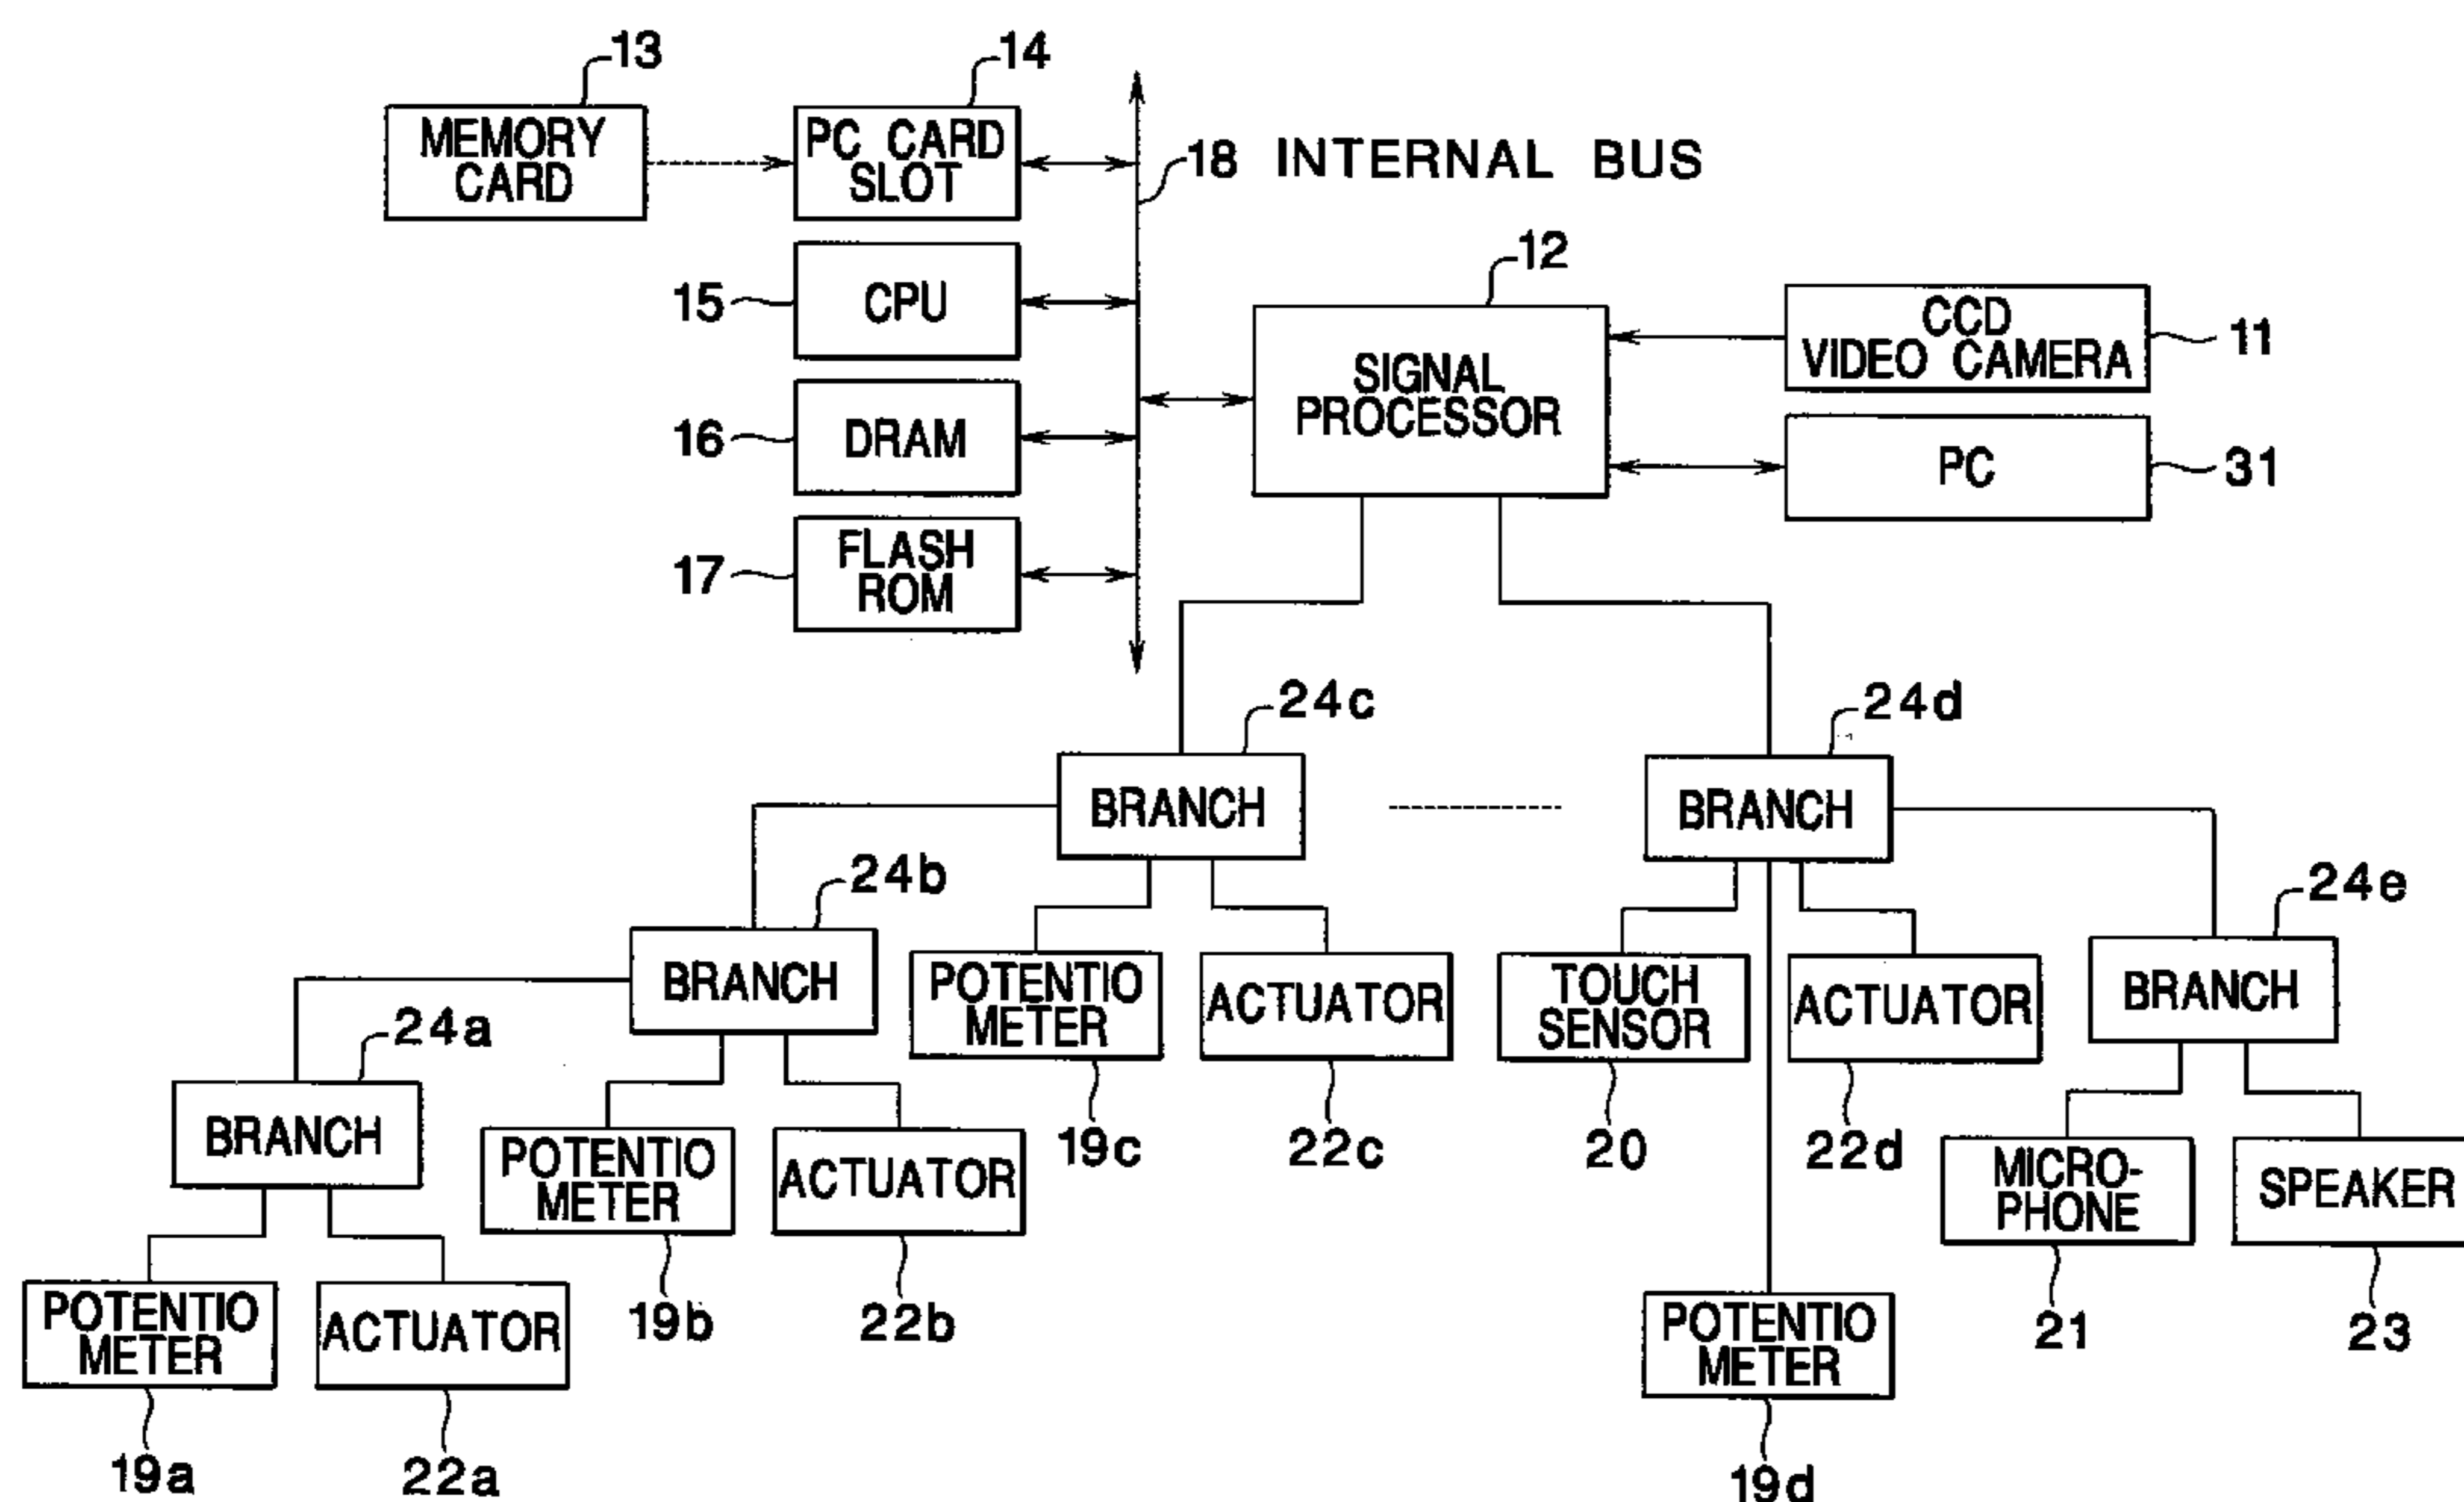 13
14
MEMORY
CARD
PC CARD
SLOT
18 INTERNAL BUS
12
15
CPU
CCD
VIDEO CAMERA
11
SIGNAL
PROCESSOR
16
DRAM
PC
31
17
FLASH
ROM
24c
24d
BRANCH
BRANCH
24b
24e
BRANCH
POTENTIO
METER
ACTUATOR
TOUCH
SENSOR
ACTUATOR
BRANCH
24a
BRANCH
POTENTIO
METER
ACTUATOR
19c
22c
20
22d
MICRO-
PHONE
SPEAKER
POTENTIO
METER
ACTUATOR
19b
22b
POTENTIO
METER
21
23
19a
22a
19d